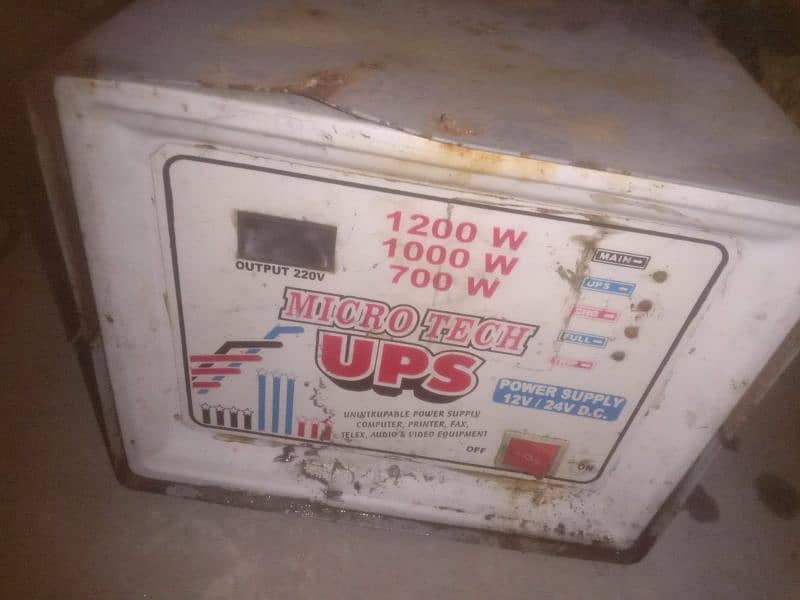 1200 W
1000 W
700 W
OUTPUT 220V
MAIN
UPS
CHG
FULL
MICRO TECH
UPS
POWER SUPPLY
12V / 24V D.C.
UNINTRUPABLE POWER SUPPLY
COMPUTER, PRINTER, FAX,
TELEX, AUDIO & VIDEO EQUIPMENT
OFF
ON